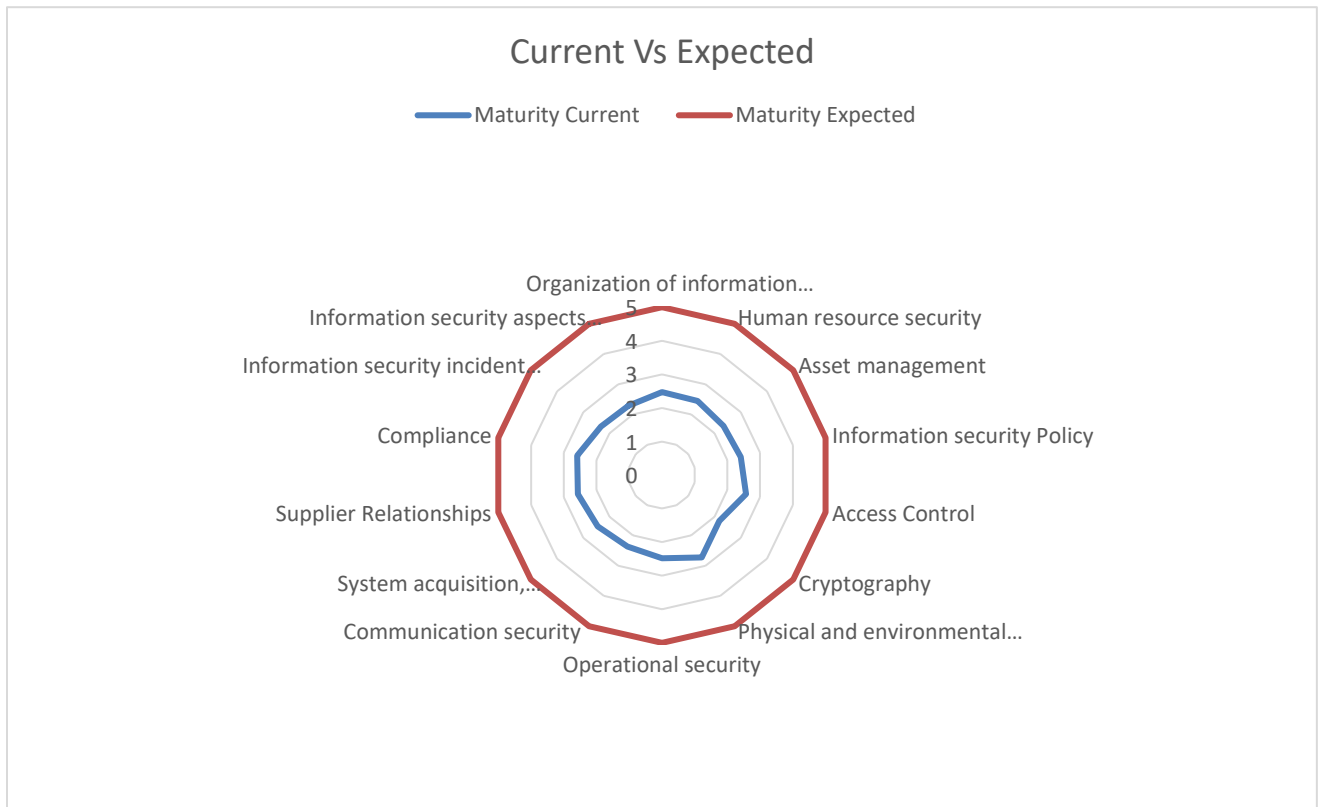 Current Vs Expected
Maturity Current Maturity Expected
Organization of information...
Information security aspects...
Human resource security
Information security incident...
Asset management
Compliance
Information security Policy
Supplier Relationships
Access Control
System acquisition,...
Cryptography
Communication security
Physical and environmental...
Operational security
5
4
3
2
1
0